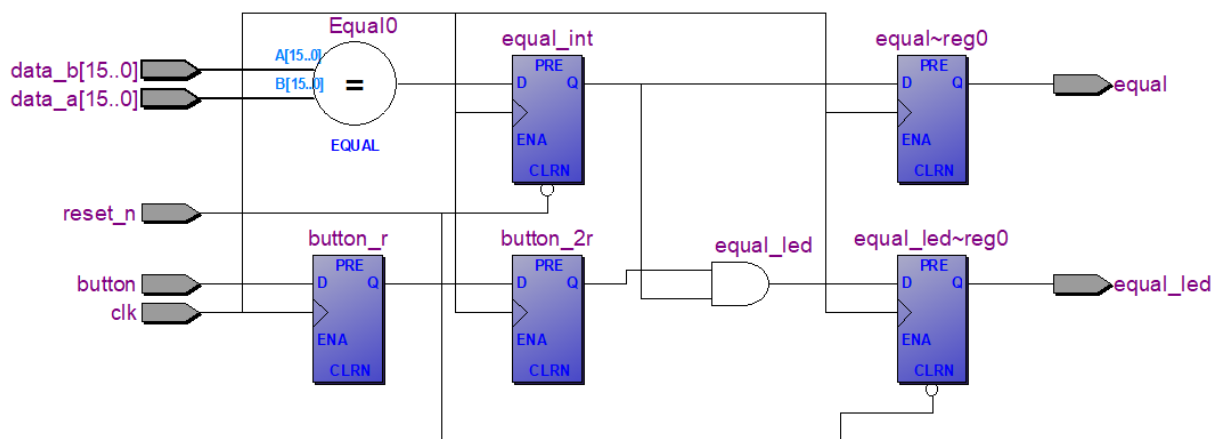 Equal0
data_b[15..0]
data_a[15..0]
A[15..0]
B[15..0]
=
EQUAL
equal_int
PRE
D
Q
ENA
CLRN
equal~reg0
PRE
D
Q
ENA
CLRN
equal
reset_n
button
clk
button_r
PRE
D
Q
ENA
CLRN
button_2r
PRE
D
Q
ENA
CLRN
equal_led
equal_led~reg0
PRE
D
Q
ENA
CLRN
equal_led